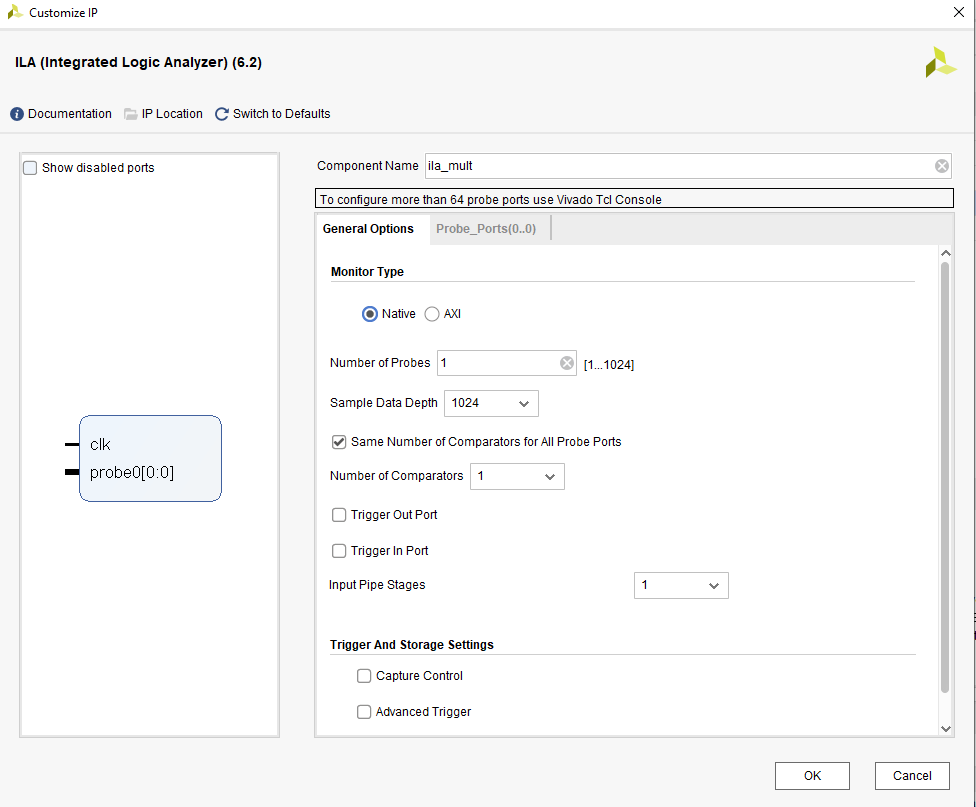 Customize IP
ILA (Integrated Logic Analyzer) (6.2)
Documentation IP Location Switch to Defaults
Show disabled ports
clk
probe0[0:0]
Component Name ila_mult
To configure more than 64 probe ports use Vivado Tcl Console
General Options Probe_Ports(0..0)
Monitor Type
Native AXI
Number of Probes 1 [1...1024]
Sample Data Depth 1024
Same Number of Comparators for All Probe Ports
Number of Comparators 1
Trigger Out Port
Trigger In Port
Input Pipe Stages 1
Trigger And Storage Settings
Capture Control
Advanced Trigger
OK Cancel